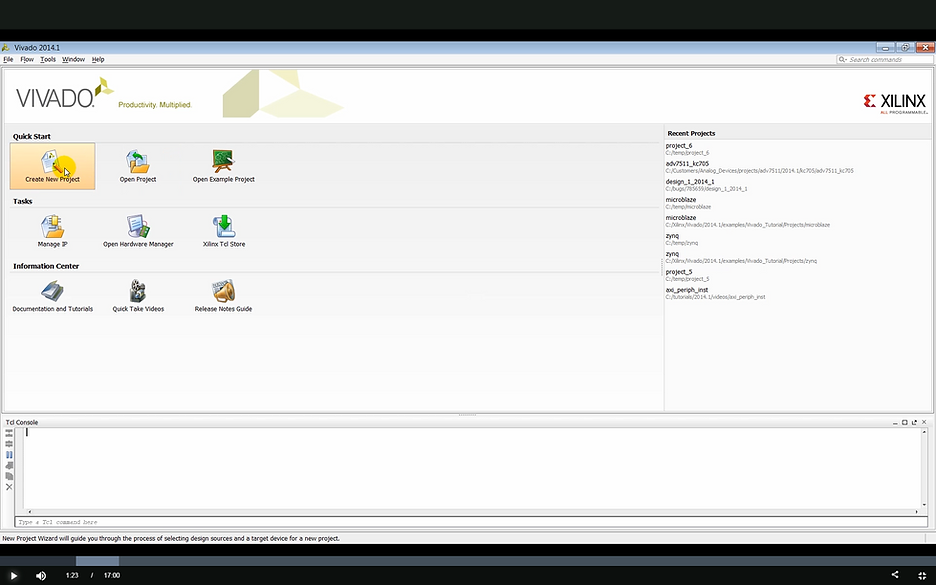 Vivado 2014.1
File Flow Tools Window Help
Search commands
VIVADO.
Productivity. Multiplied.
XILINX
ALL PROGRAMMABLE.
Quick Start
Create New Project
Open Project
Open Example Project
Tasks
Manage IP
Open Hardware Manager
Xilinx Tcl Store
Information Center
Documentation and Tutorials
Quick Take Videos
Release Notes Guide
Recent Projects
project_6
C:/temp/project_6
adv7511_kc705
C:/Customers/Analog_Devices/projects/adv7511/2014.1/kc705/adv7511_kc705
design_1_2014_1
C:/bugs/785659/design_1_2014_1
microblaze
C:/temp/microblaze
microblaze
C:/Xilinx/Vivado/2014.1/examples/Vivado_Tutorial/Projects/microblaze
zynq
C:/temp/zynq
zynq
C:/Xilinx/Vivado/2014.1/examples/Vivado_Tutorial/Projects/zynq
project_5
C:/temp/project_5
axi_periph_inst
C:/tutorials/2014.1/videos/axi_periph_inst
Tcl Console
Type a Tcl command here
New Project Wizard will guide you through the process of selecting design sources and a target device for a new project.
1:23 / 17:00